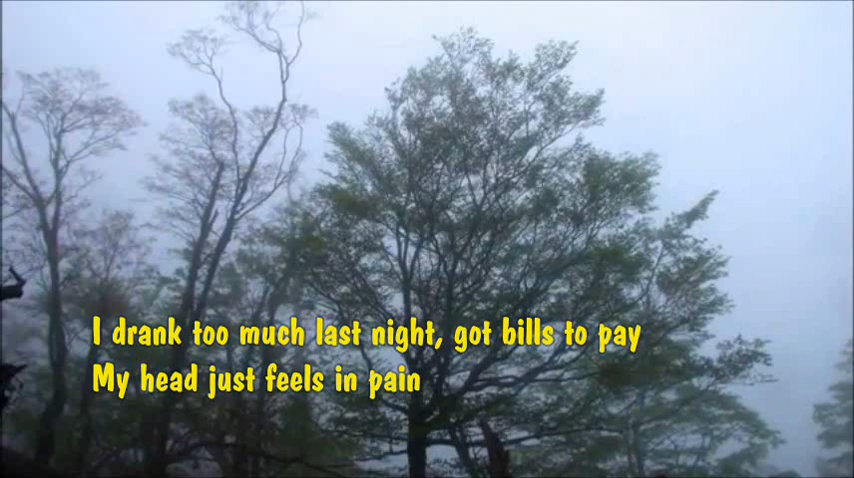 I drank too much last night, got bills to pay
My head just feels in pain